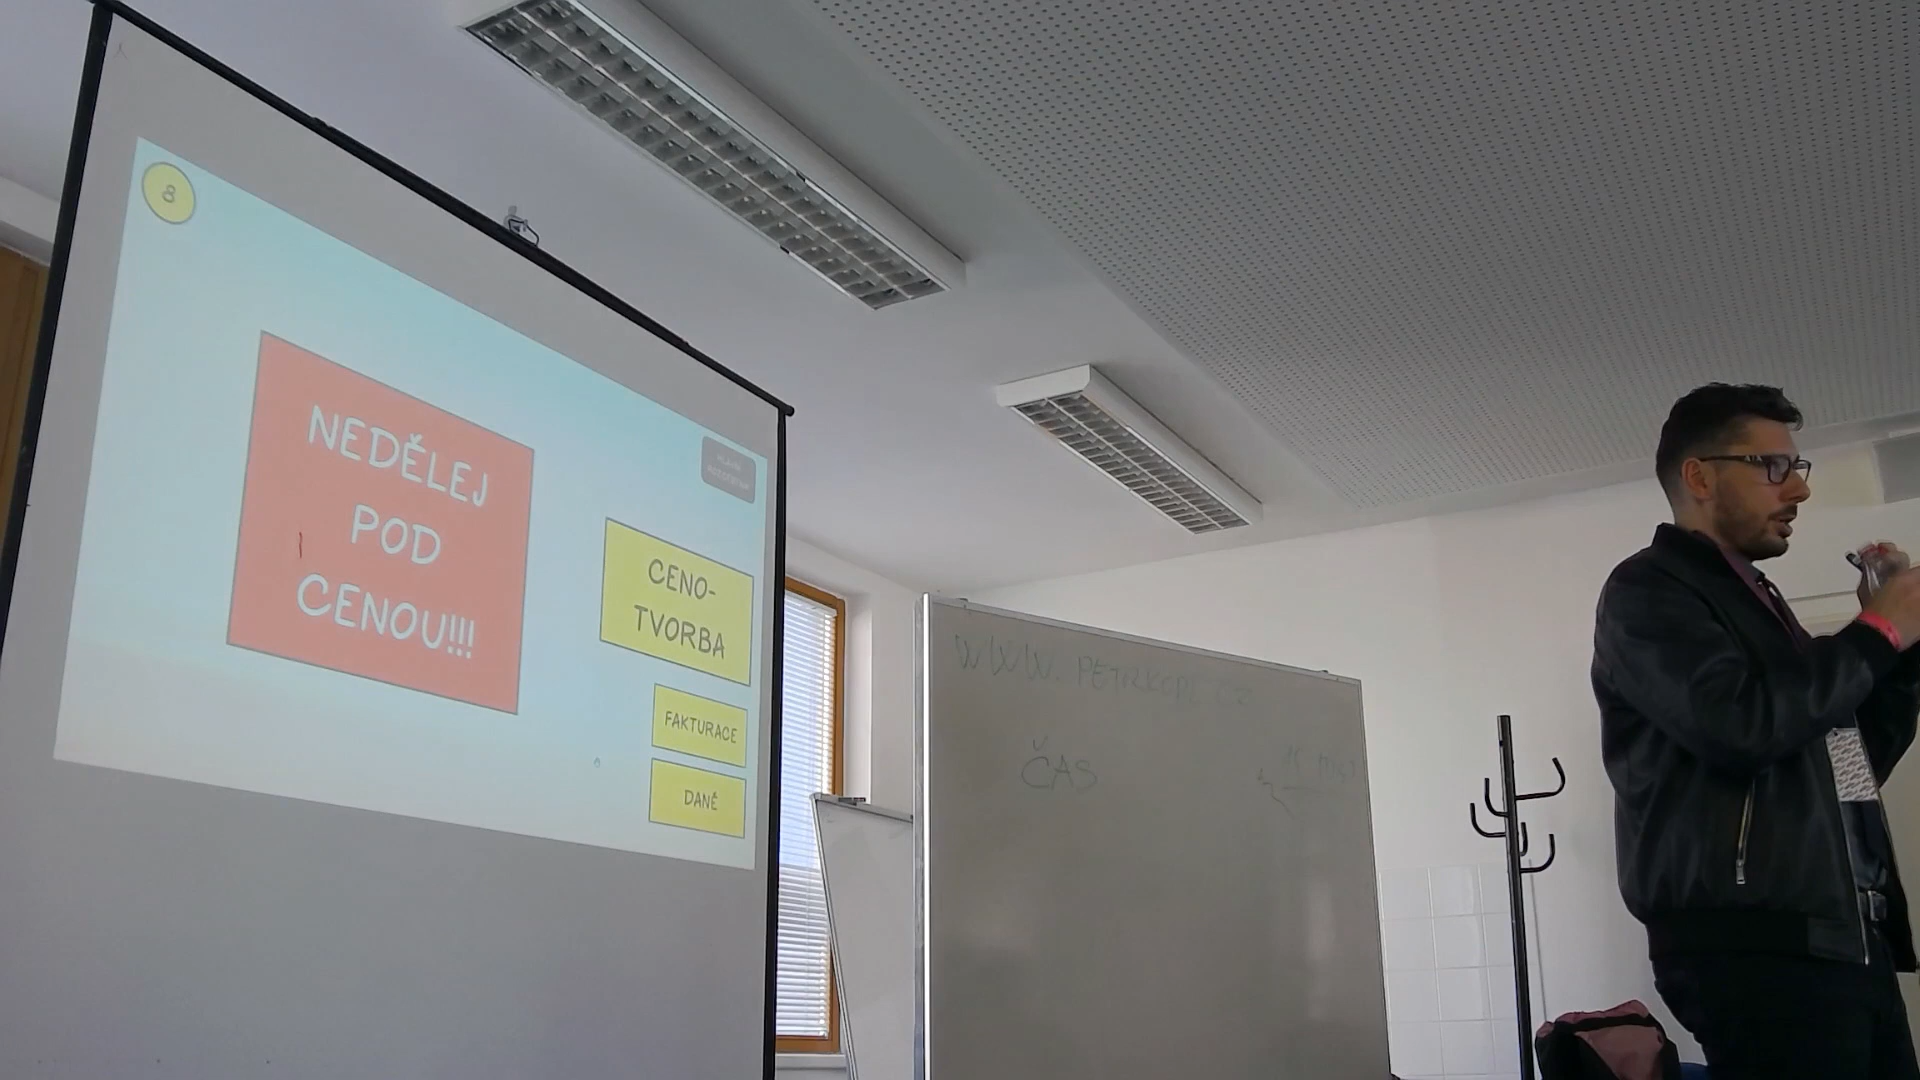 8
NEDĚLEJ
POD
CENOU!!!
CENO-
TVORBA
FAKTURACE
DANĚ
ČAS